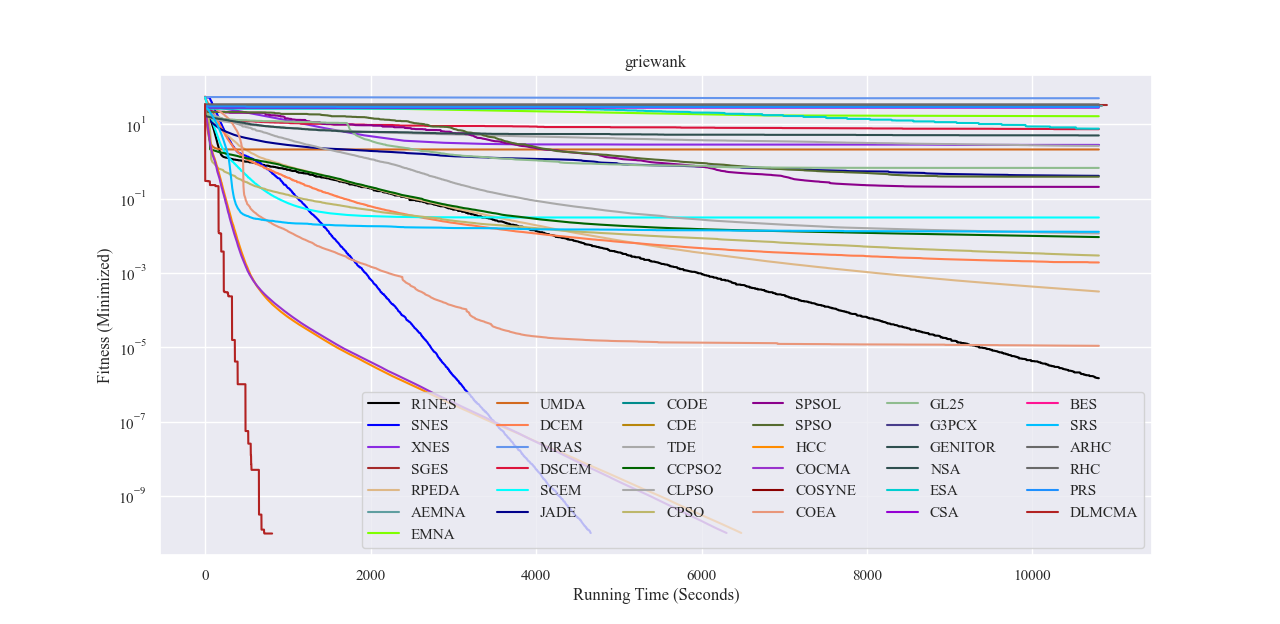 griewank
Fitness (Minimized)
10¹
10⁻¹
10⁻³
10⁻⁵
10⁻⁷
10⁻⁹
R1NES UMDA CODE SPSOL GL25 BES
SNES DCEM CDE SPSO G3PCX SRS
XNES MRAS TDE HCC GENITOR ARHC
SGES DSCEM CCPSO2 COCMA NSA RHC
RPEDA SCEM CLPSO COSYNE ESA PRS
AEMNA JADE CPSO COEA CSA DLMCMA
EMNA
0 2000 4000 6000 8000 10000
Running Time (Seconds)